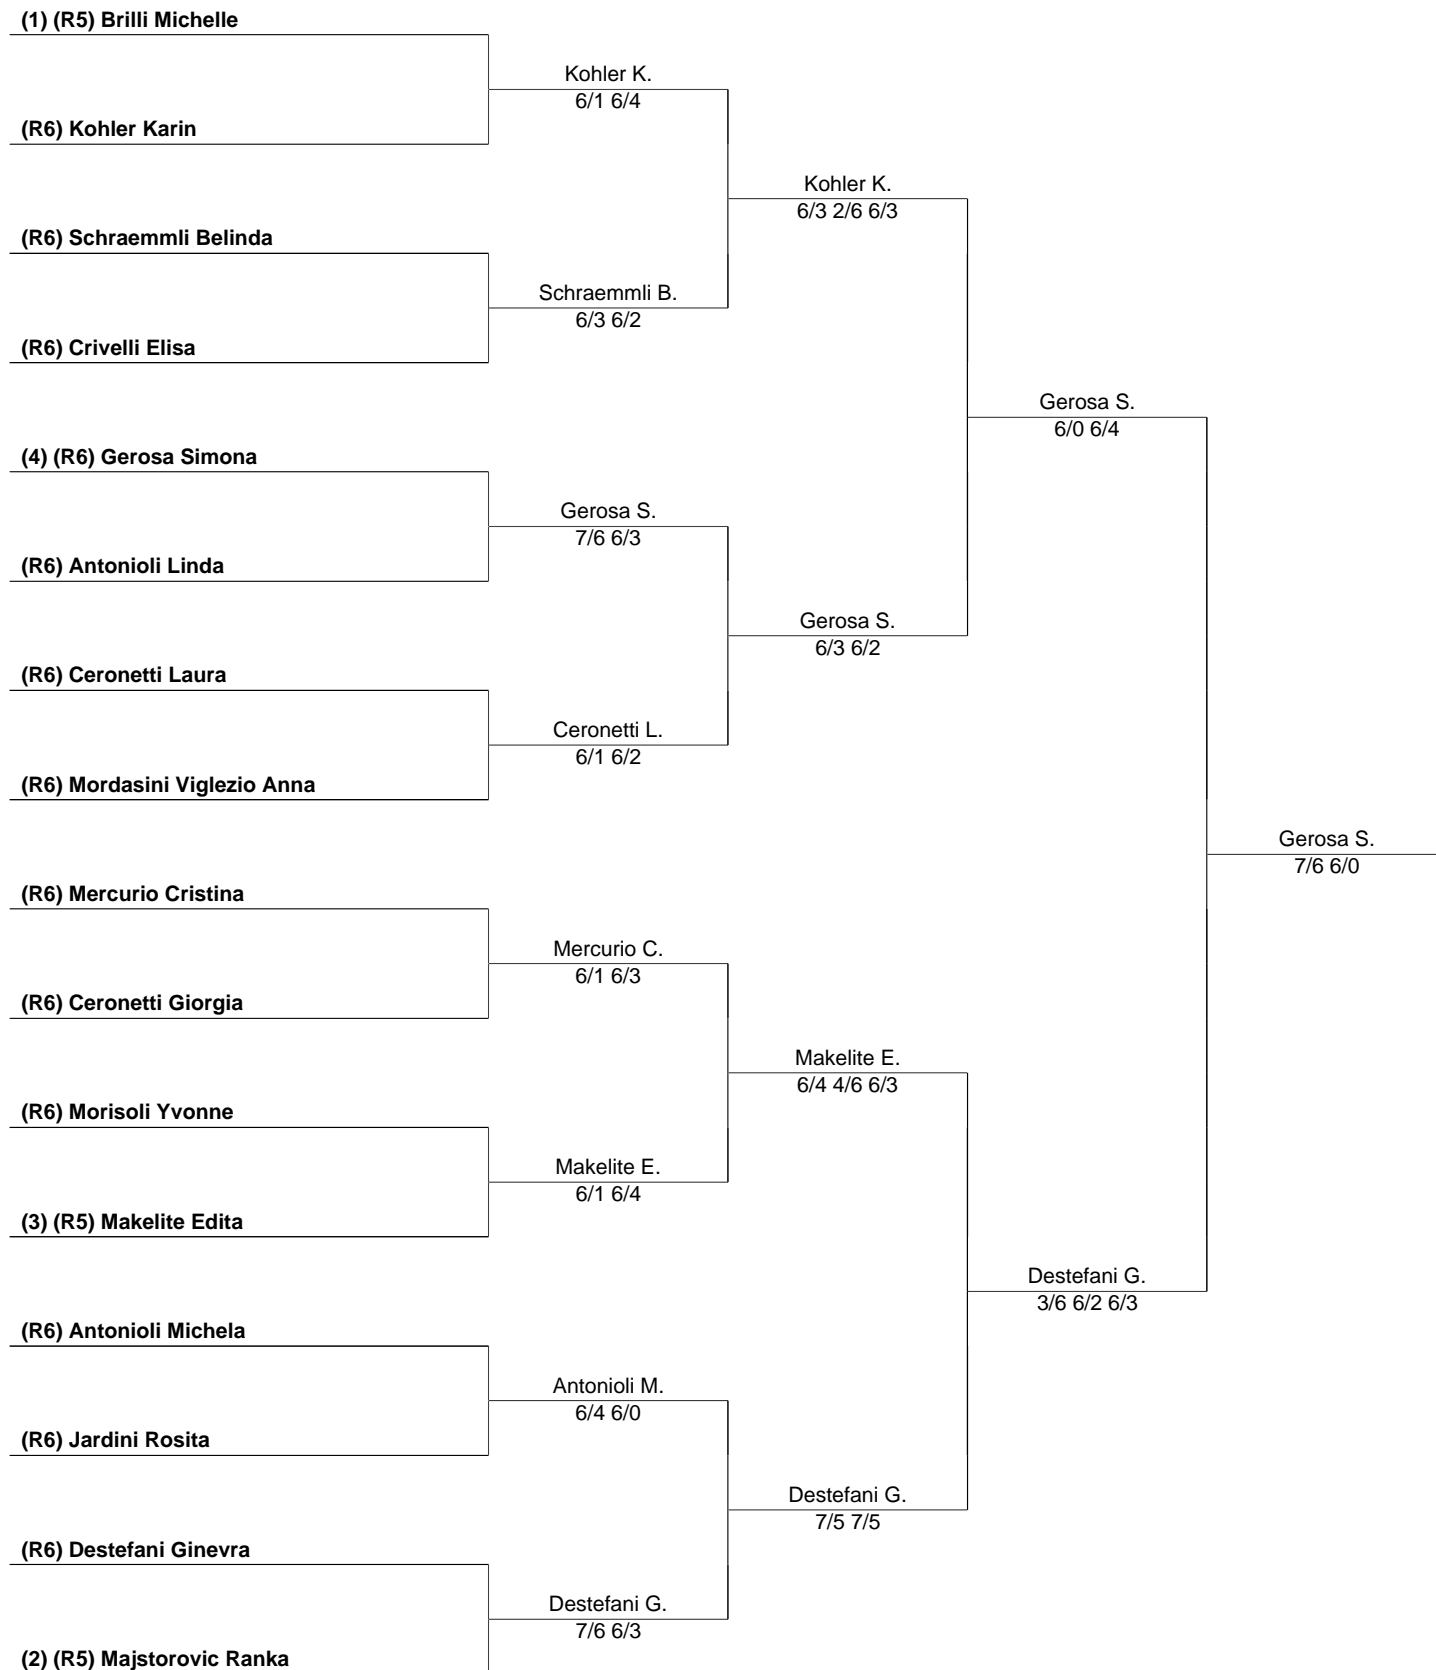 (1) (R5) Brilli Michelle
Kohler K.
6/1 6/4
(R6) Kohler Karin
Kohler K.
6/3 2/6 6/3
(R6) Schraemmli Belinda
Schraemmli B.
6/3 6/2
(R6) Crivelli Elisa
Gerosa S.
6/0 6/4
(4) (R6) Gerosa Simona
Gerosa S.
7/6 6/3
(R6) Antonioli Linda
Gerosa S.
6/3 6/2
(R6) Ceronetti Laura
Ceronetti L.
6/1 6/2
(R6) Mordasini Viglezio Anna
Gerosa S.
7/6 6/0
(R6) Mercurio Cristina
Mercurio C.
6/1 6/3
(R6) Ceronetti Giorgia
Makelite E.
6/4 4/6 6/3
(R6) Morisoli Yvonne
Makelite E.
6/1 6/4
(3) (R5) Makelite Edita
Destefani G.
3/6 6/2 6/3
(R6) Antonioli Michela
Antonioli M.
6/4 6/0
(R6) Jardini Rosita
Destefani G.
7/5 7/5
(R6) Destefani Ginevra
Destefani G.
7/6 6/3
(2) (R5) Majstorovic Ranka